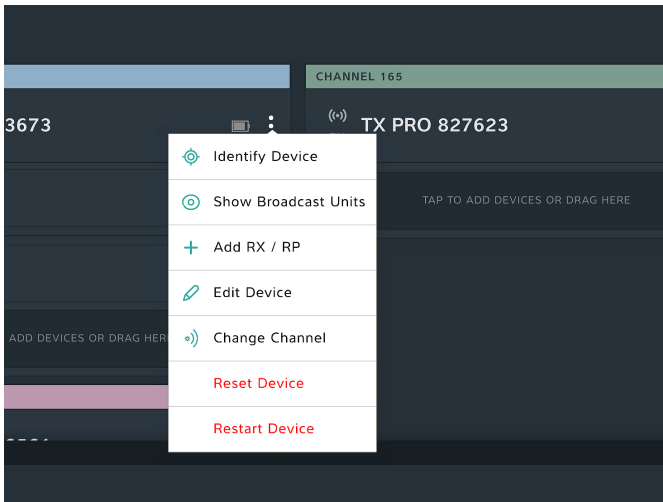 CHANNEL 165
3673
TX PRO 827623
Identify Device
Show Broadcast Units
TAP TO ADD DEVICES OR DRAG HERE
Add RX / RP
Edit Device
Change Channel
ADD DEVICES OR DRAG HER
Reset Device
Restart Device